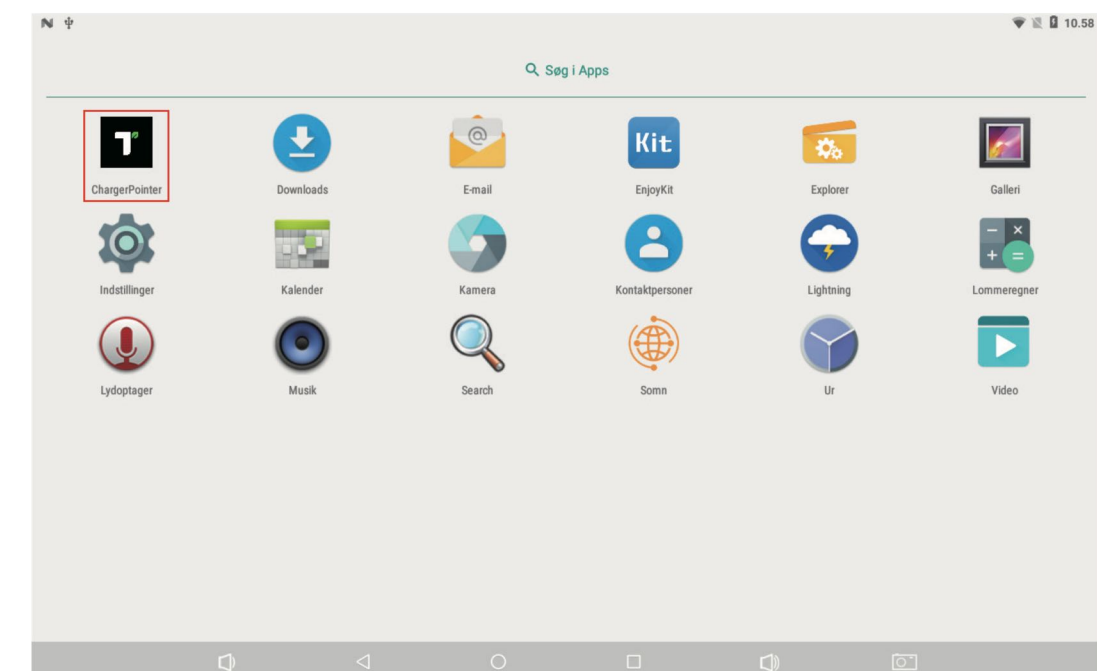 10.58
Søg i Apps
Kit
ChargerPointer Downloads E-mail EnjoyKit Explorer Galleri
Indstillinger Kalender Kamera Kontaktpersoner Lightning Lommeregner
Lydoptager Musik Search Somn Ur Video